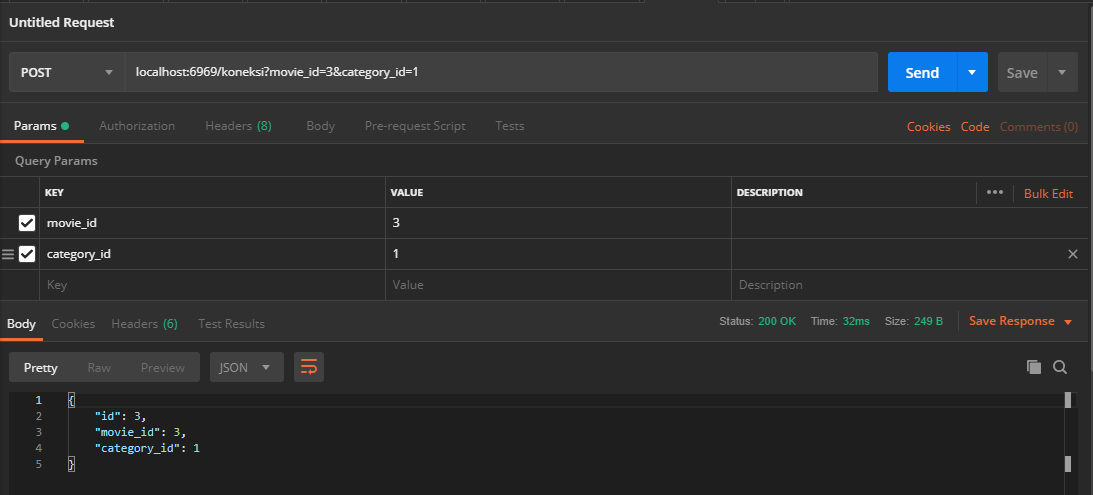 Untitled Request
POST localhost:6969/koneksi?movie_id=3&category_id=1 Send Save
Params Authorization Headers (8) Body Pre-request Script Tests Cookies Code Comments (0)
Query Params
KEY VALUE DESCRIPTION ••• Bulk Edit
movie_id 3
category_id 1
Key Value Description
Body Cookies Headers (6) Test Results Status: 200 OK Time: 32ms Size: 249 B Save Response
Pretty Raw Preview JSON
1 {
2 "id": 3,
3 "movie_id": 3,
4 "category_id": 1
5 }